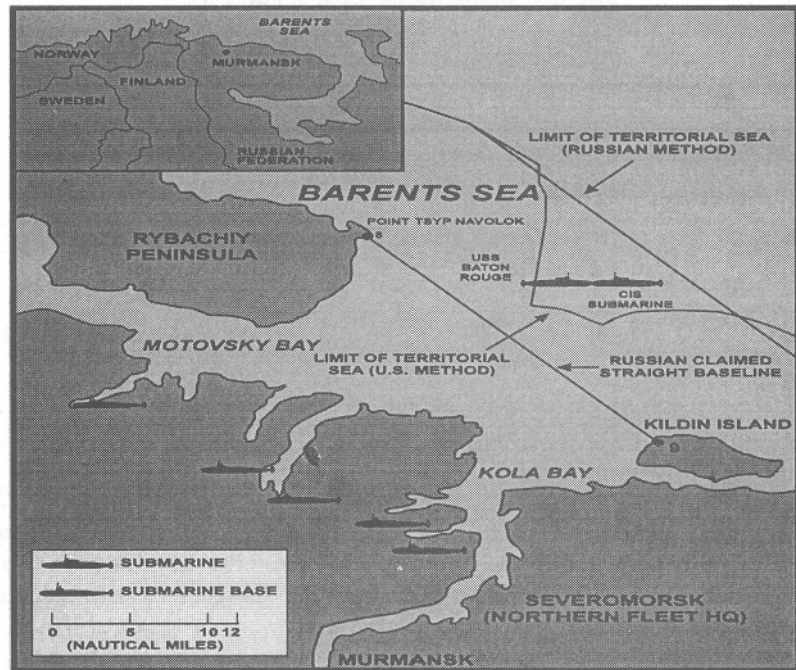 BARENTS
SEA
NORWAY
MURMANSK
FINLAND
SWEDEN
RUSSIAN
FEDERATION
LIMIT OF TERRITORIAL SEA
(RUSSIAN METHOD)
BARENTS SEA
POINT TSYP NAVOLOK
8
RYBACHIY
PENINSULA
USS
BATON
ROUGE
CIS
SUBMARINE
MOTOVSKY BAY
LIMIT OF TERRITORIAL
SEA (U.S. METHOD)
RUSSIAN CLAIMED
STRAIGHT BASELINE
KILDIN ISLAND
9
KOLA BAY
SUBMARINE
SUBMARINE BASE
0 10 12
(NAUTICAL MILES)
SEVEROMORSK
(NORTHERN FLEET HQ)
MURMANSK